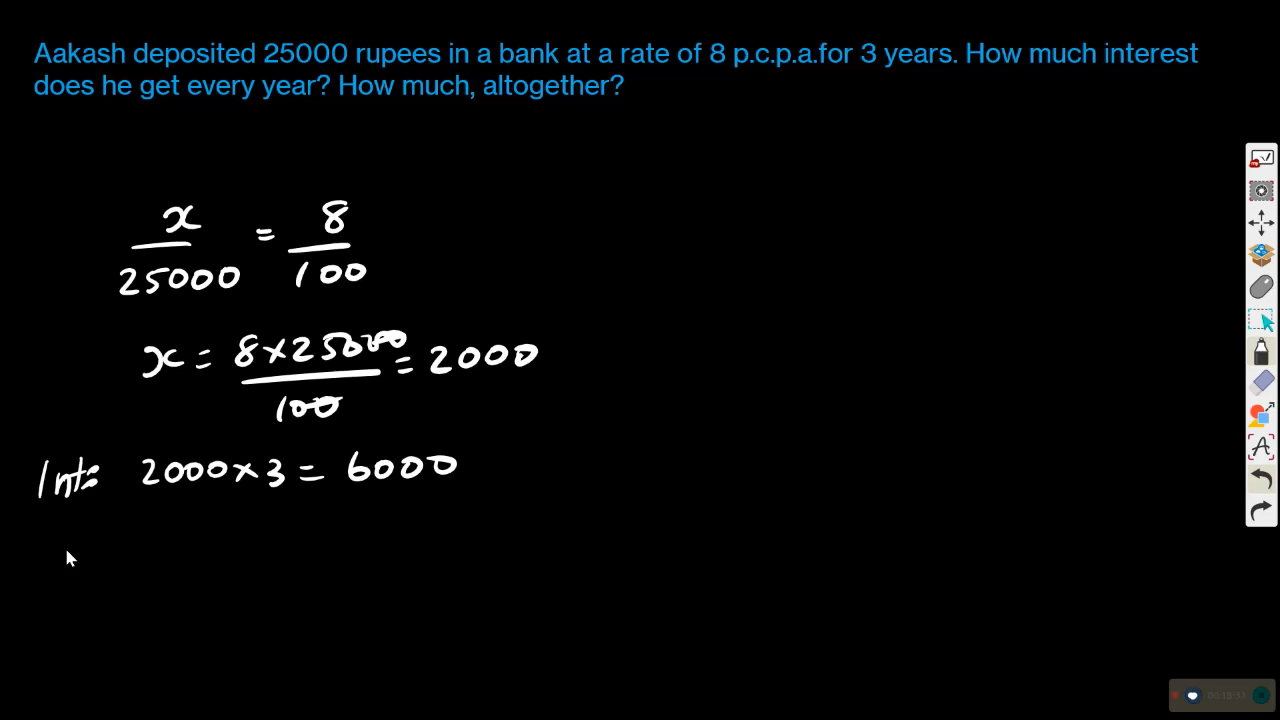 Aakash deposited 25000 rupees in a bank at a rate of 8 p.c.p.a.for 3 years. How much interest
does he get every year? How much, altogether?
x/25000 = 8/100
x = 8×25000/100 = 2000
Int: 2000×3 = 6000